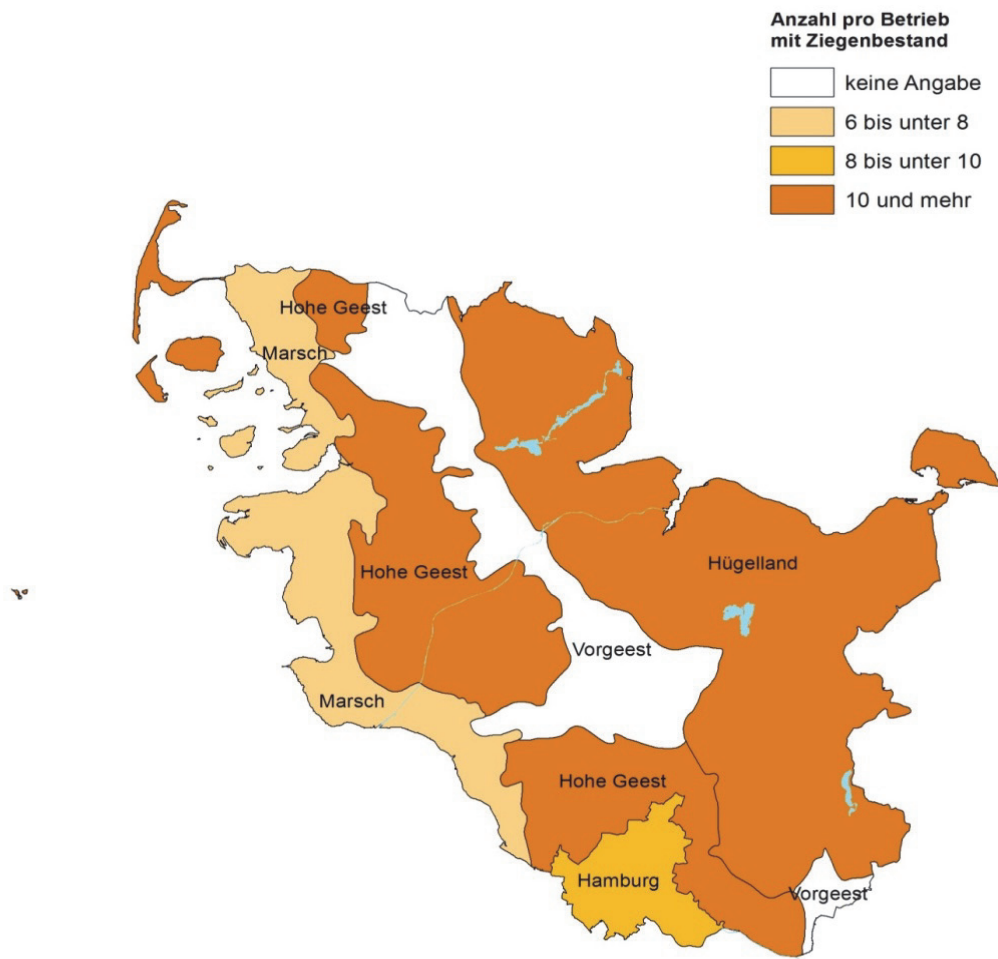 Anzahl pro Betrieb
mit Ziegenbestand
keine Angabe
6 bis unter 8
8 bis unter 10
10 und mehr
Hohe Geest
Marsch
Hügelland
Hohe Geest
Vorgeest
Marsch
Hohe Geest
Hamburg
Vorgeest